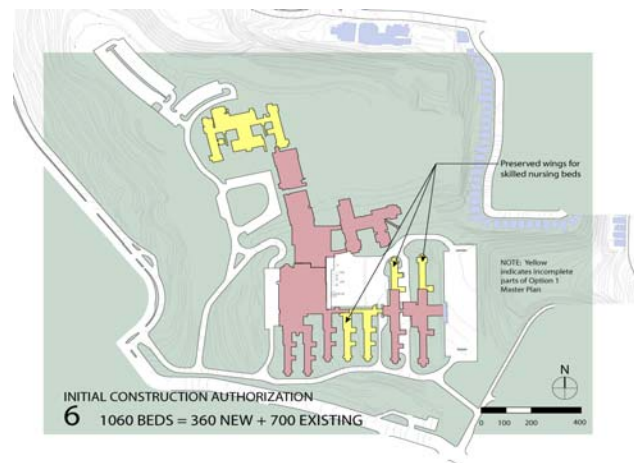 Preserved wings for
skilled nursing beds
NOTE: Yellow
indicates incomplete
parts of Option 1
Master Plan
N
INITIAL CONSTRUCTION AUTHORIZATION
6 1060 BEDS = 360 NEW + 700 EXISTING
0 100 200 400